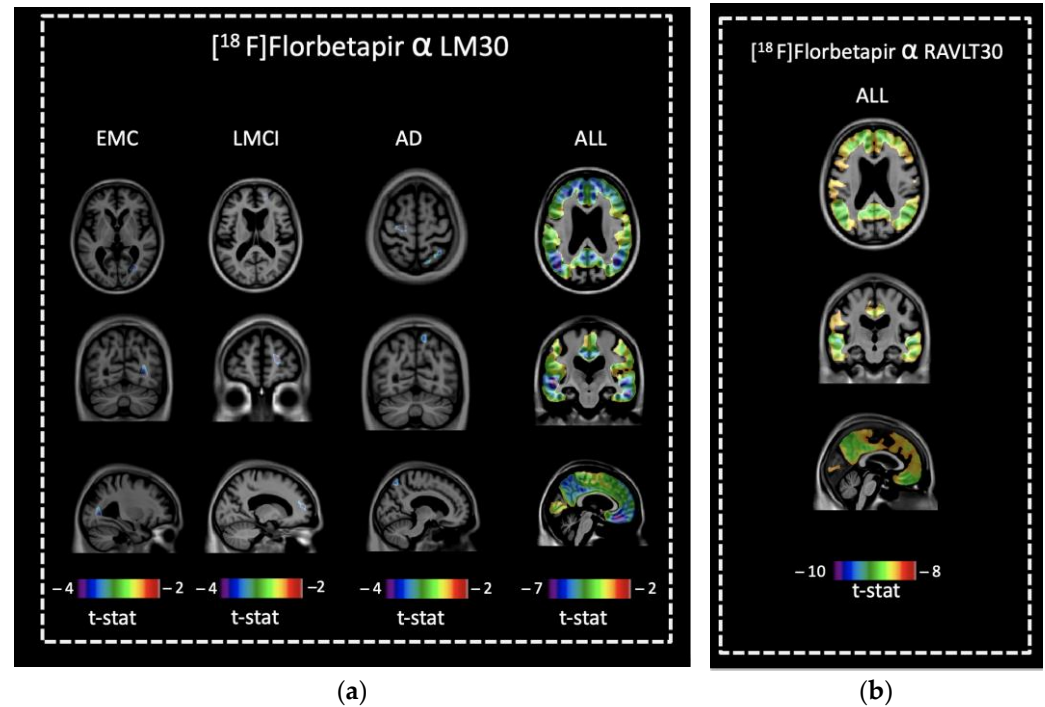 [¹⁸ F]Florbetapir α LM30
EMC LMCI AD ALL
– 4 – 2 – 4 –2 – 4 – 2 – 7 – 2
t-stat t-stat t-stat t-stat
(a)
[¹⁸ F]Florbetapir α RAVLT30
ALL
– 10 – 8
t-stat
(b)